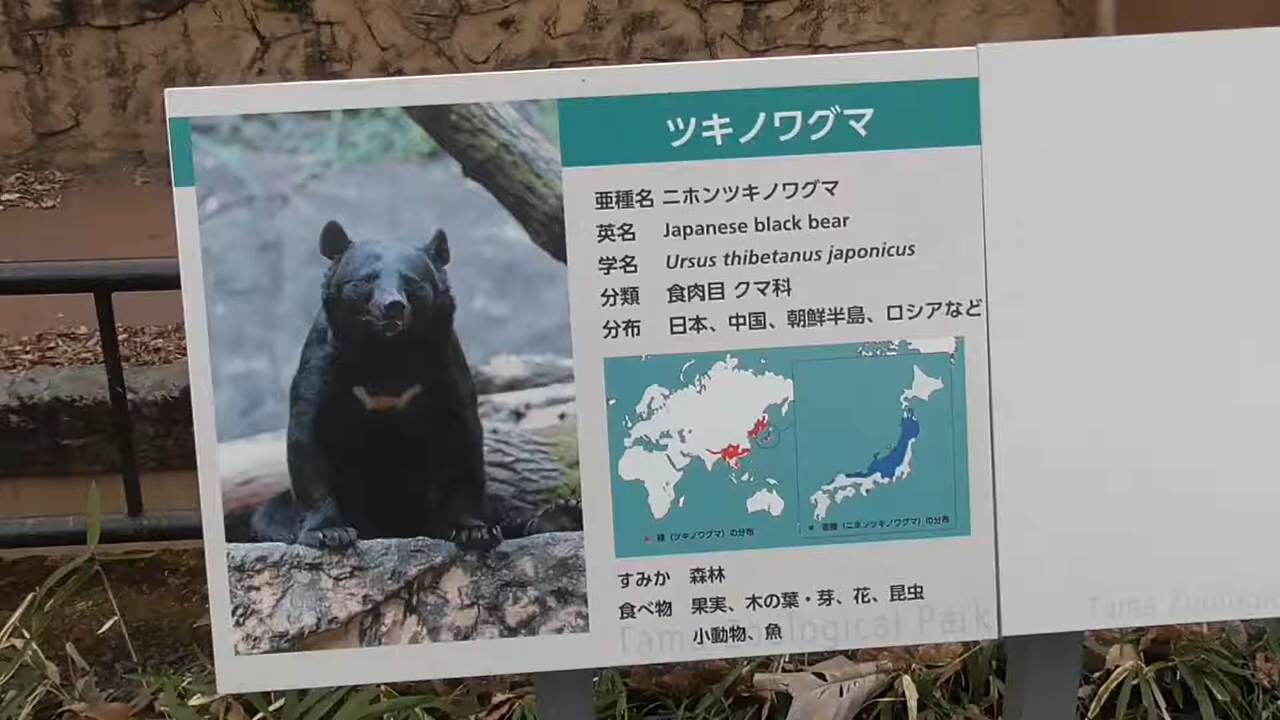 ツキノワグマ
亜種名 ニホンツキノワグマ
英名 Japanese black bear
学名 Ursus thibetanus japonicus
分類 食肉目 クマ科
分布 日本、中国、朝鮮半島、ロシアなど
種（ツキノワグマ）の分布
亜種（ニホンツキノワグマ）の分布
すみか 森林
食べ物 果実、木の葉・芽、花、昆虫
小動物、魚
Tama Zoological Park
Tama Zoological